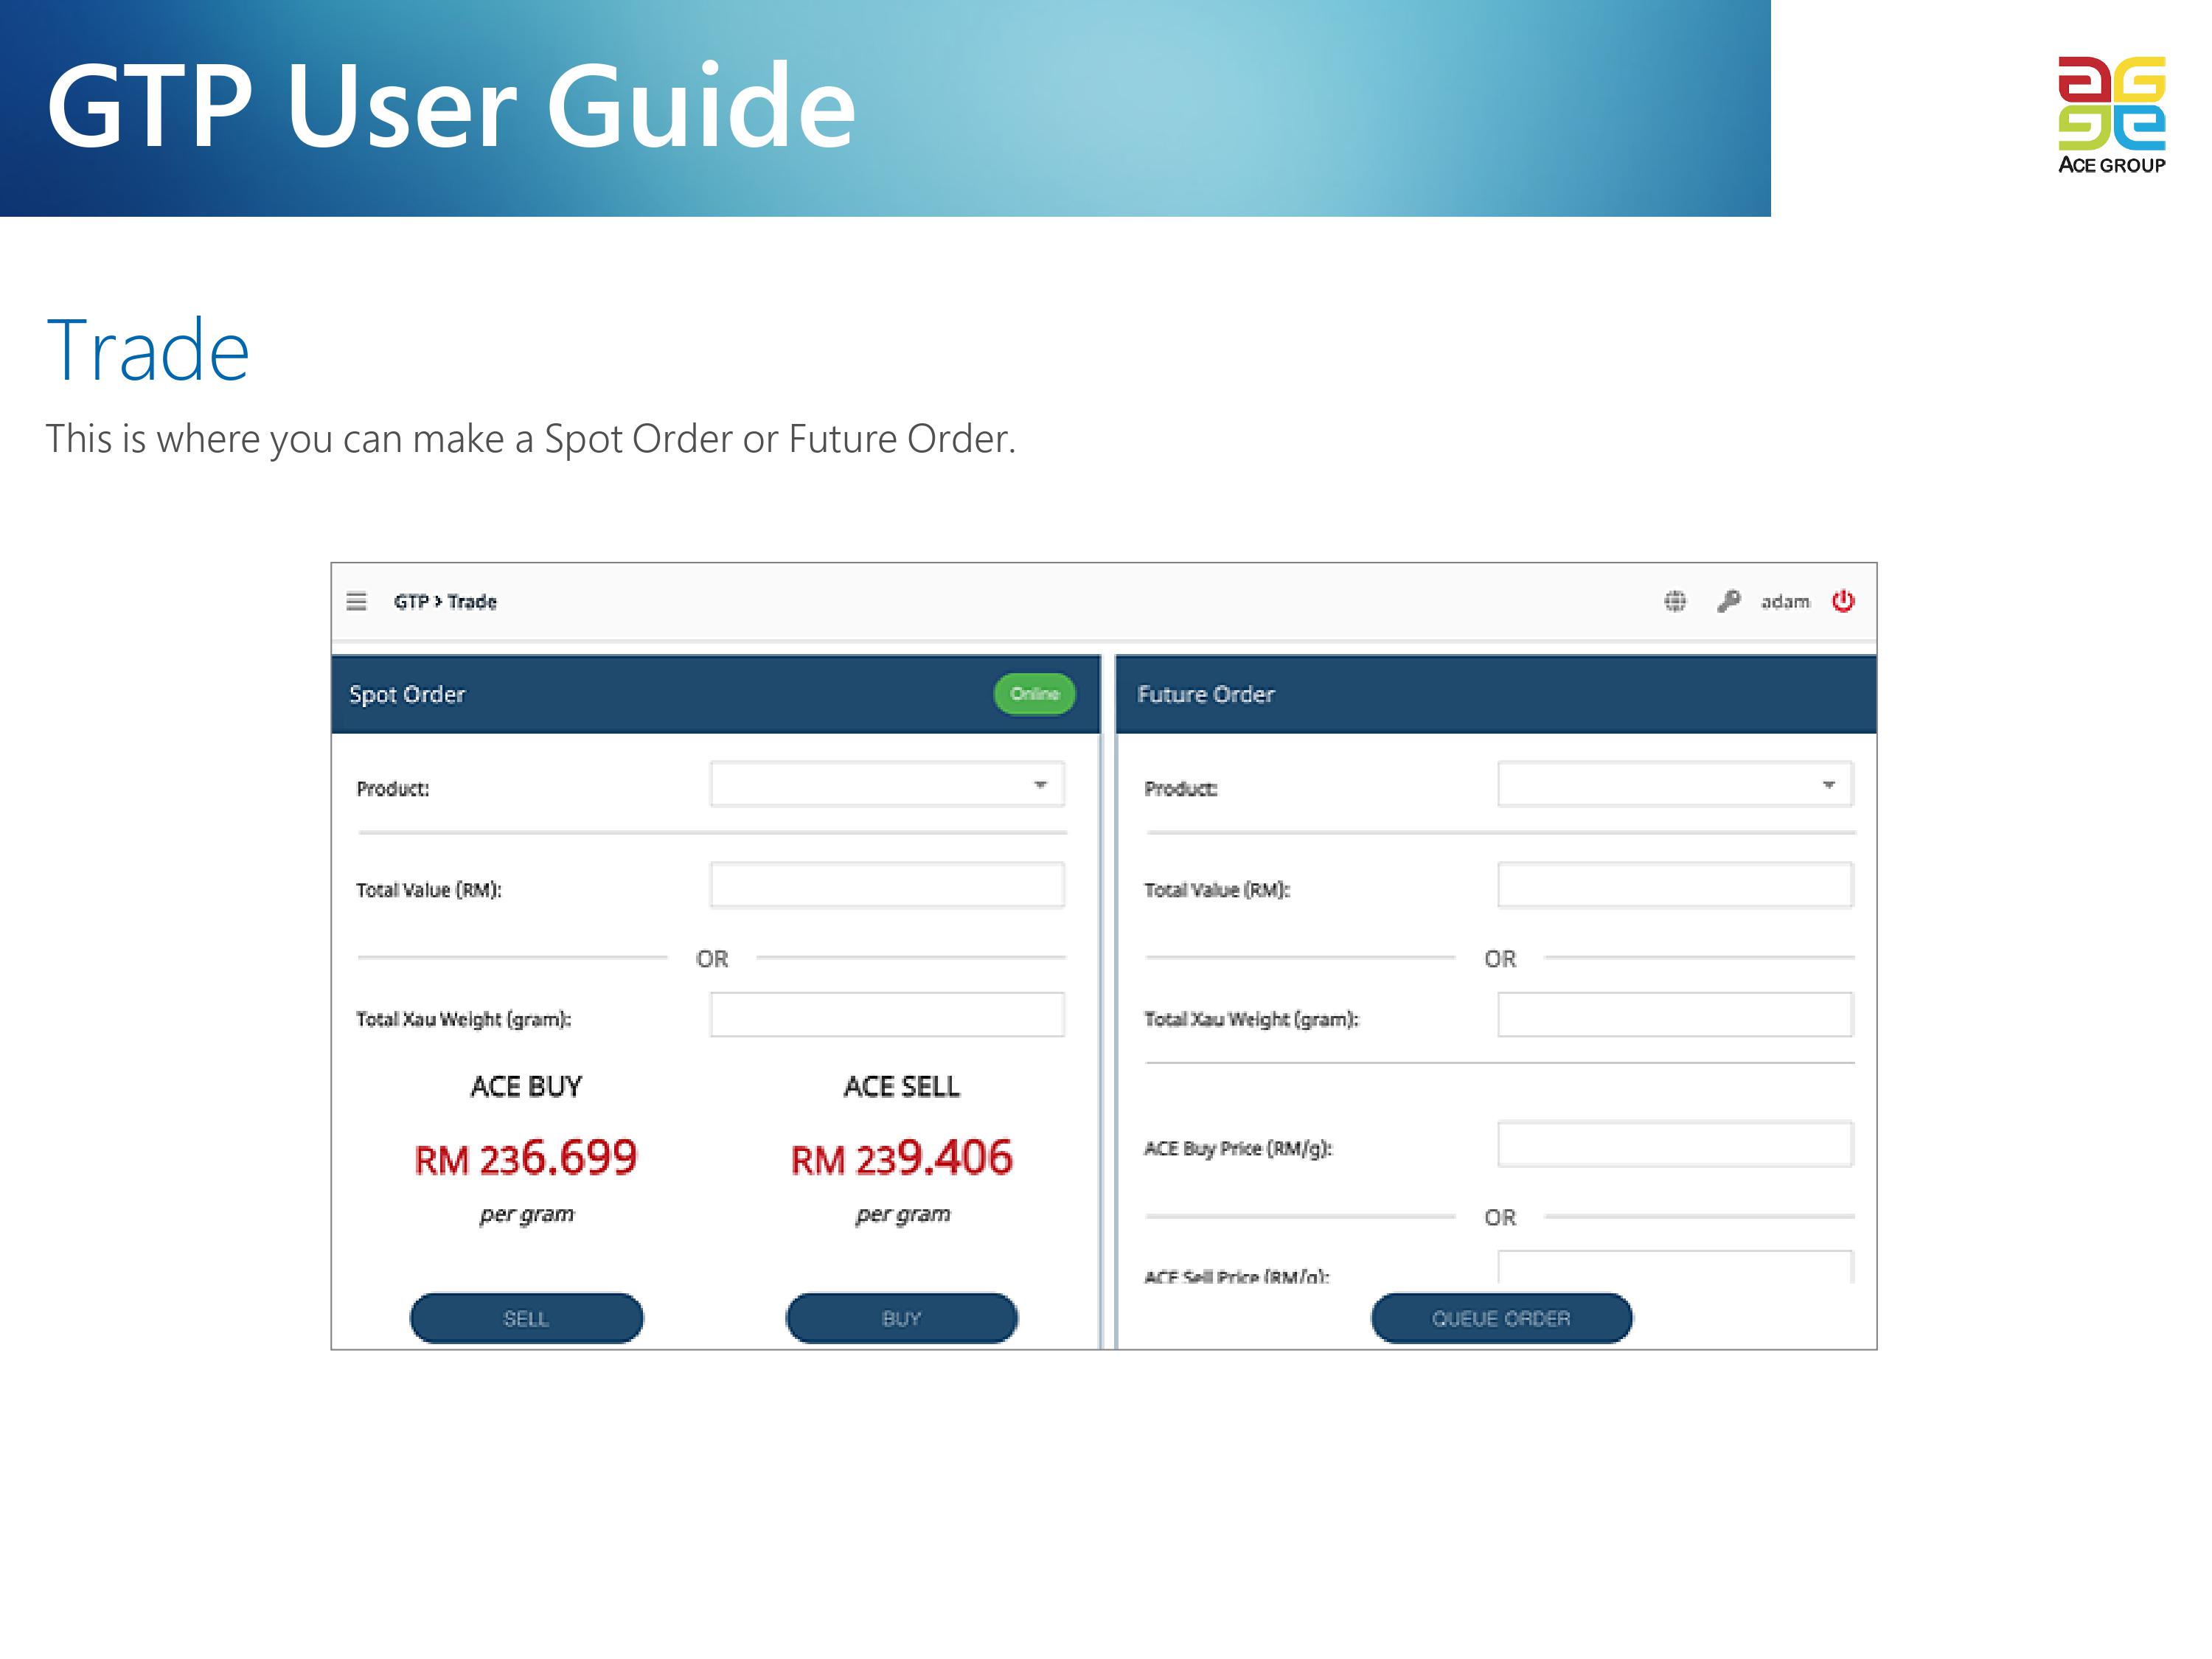 GTP User Guide
ACE GROUP
Trade
This is where you can make a Spot Order or Future Order.
GTP > Trade
adam
Spot Order
Online
Product:
Total Value (RM):
OR
Total Xau Weight (gram):
ACE BUY
ACE SELL
RM 236.699
RM 239.406
per gram
per gram
SELL
BUY
Future Order
Product:
Total Value (RM):
OR
Total Xau Weight (gram):
ACE Buy Price (RM/g):
OR
ACE Sell Price (RM/g):
QUEUE ORDER